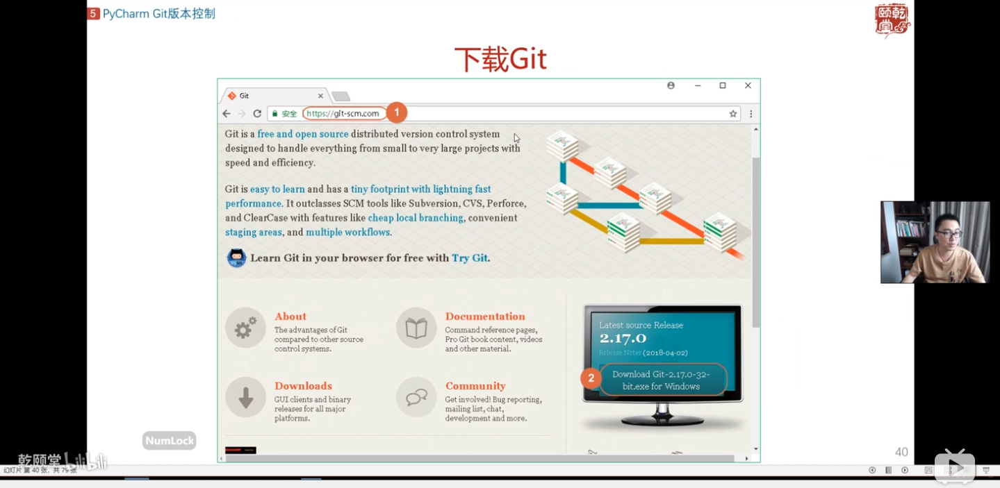 5 PyCharm Git版本控制
乾颐堂
下载Git
Git
安全 https://git-scm.com 1
Git is a free and open source distributed version control system
designed to handle everything from small to very large projects with
speed and efficiency.
Git is easy to learn and has a tiny footprint with lightning fast
performance. It outclasses SCM tools like Subversion, CVS, Perforce,
and ClearCase with features like cheap local branching, convenient
staging areas, and multiple workflows.
Learn Git in your browser for free with Try Git.
About
The advantages of Git
compared to other source
control systems.
Documentation
Command reference pages,
Pro Git book content, videos
and other material.
Downloads
GUI clients and binary
releases for all major
platforms.
Community
Get involved! Bug reporting,
mailing list, chat,
development and more.
Latest source Release
2.17.0
Release Notes (2018-04-02)
2 Download Git-2.17.0-32-
bit.exe for Windows
NumLock
40
乾颐堂 bilibili
幻灯片 第 40 张，共 79 张